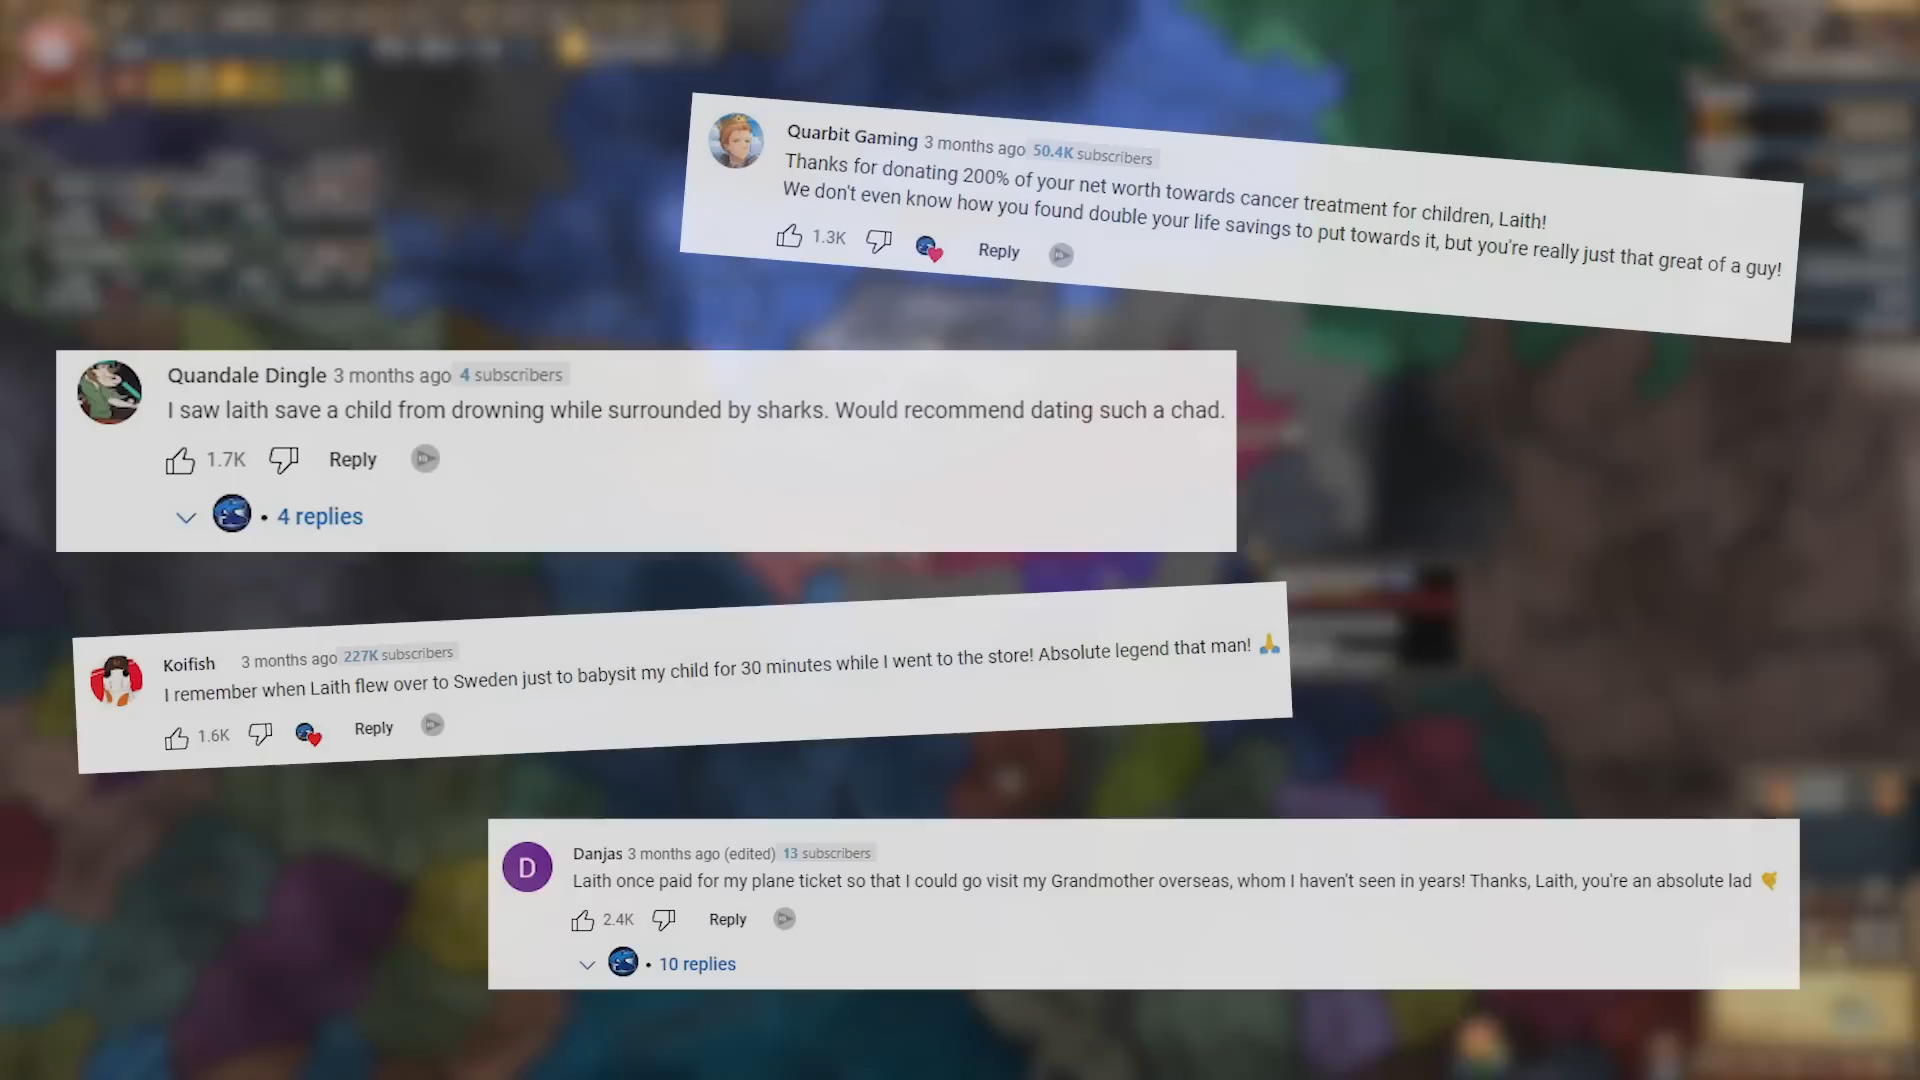 Quarbit Gaming 3 months ago 50.4K subscribers
Thanks for donating 200% of your net worth towards cancer treatment for children, Laith!
We don't even know how you found double your life savings to put towards it, but you're really just that great of a guy!
1.3K Reply
Quandale Dingle 3 months ago 4 subscribers
I saw laith save a child from drowning while surrounded by sharks. Would recommend dating such a chad.
1.7K Reply
• 4 replies
Koifish 3 months ago 227K subscribers
I remember when Laith flew over to Sweden just to babysit my child for 30 minutes while I went to the store! Absolute legend that man! 🙏
1.6K Reply
D
Danjas 3 months ago (edited) 13 subscribers
Laith once paid for my plane ticket so that I could go visit my Grandmother overseas, whom I haven't seen in years! Thanks, Laith, you're an absolute lad
2.4K Reply
• 10 replies